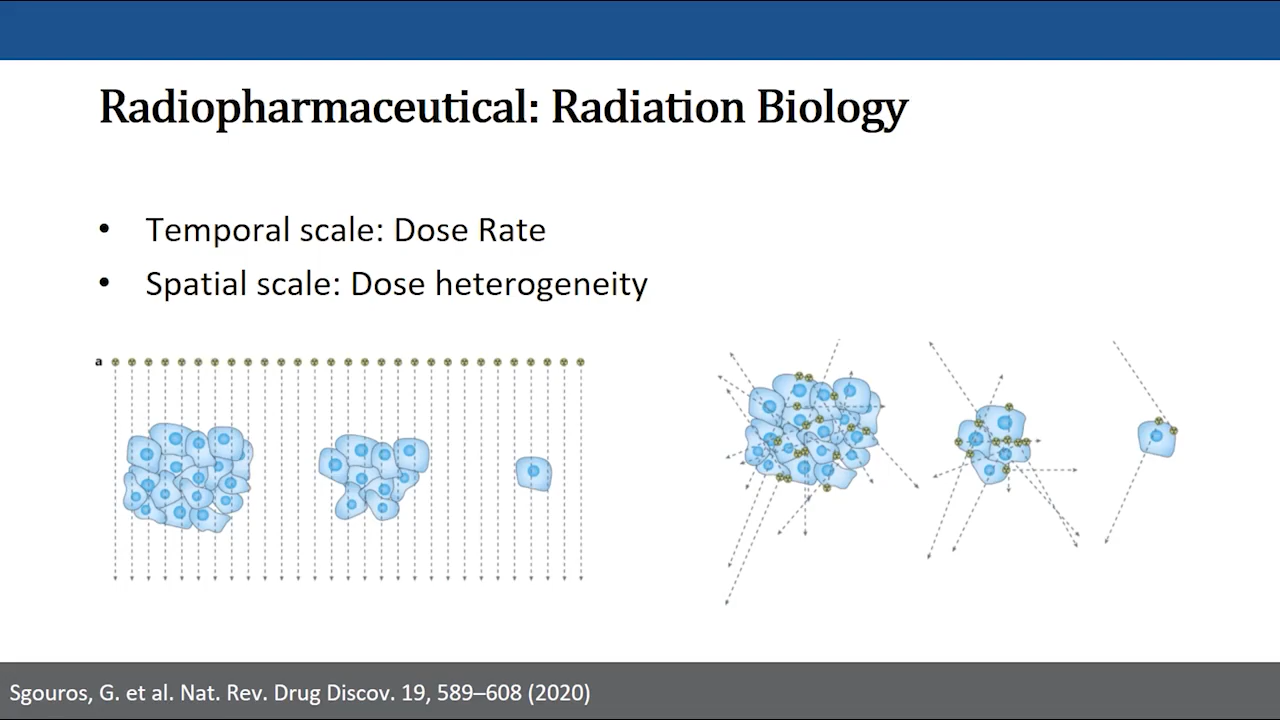 Radiopharmaceutical: Radiation Biology
• Temporal scale: Dose Rate
• Spatial scale: Dose heterogeneity
a
Sgouros, G. et al. Nat. Rev. Drug Discov. 19, 589–608 (2020)